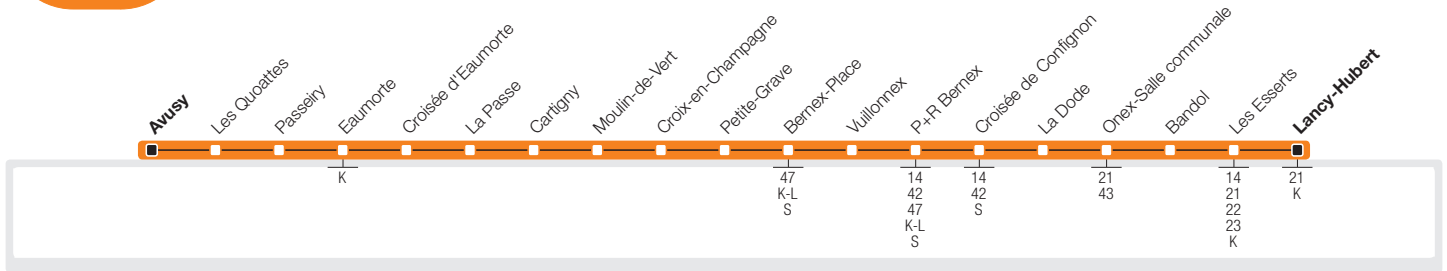 Avusy
Les Quoattes
Passeiry
Eaumorte
Croisée d'Eaumorte
La Passe
Cartigny
Moulin-de-Vert
Croix-en-Champagne
Petite-Grave
Bernex-Place
Vuillonnex
P+R Bernex
Croisée de Confignon
La Dode
Onex-Salle communale
Bandol
Les Esserts
Lancy-Hubert
K
47
K-L
S
14
42
47
K-L
S
14
42
S
21
43
14
21
22
23
K
21
K